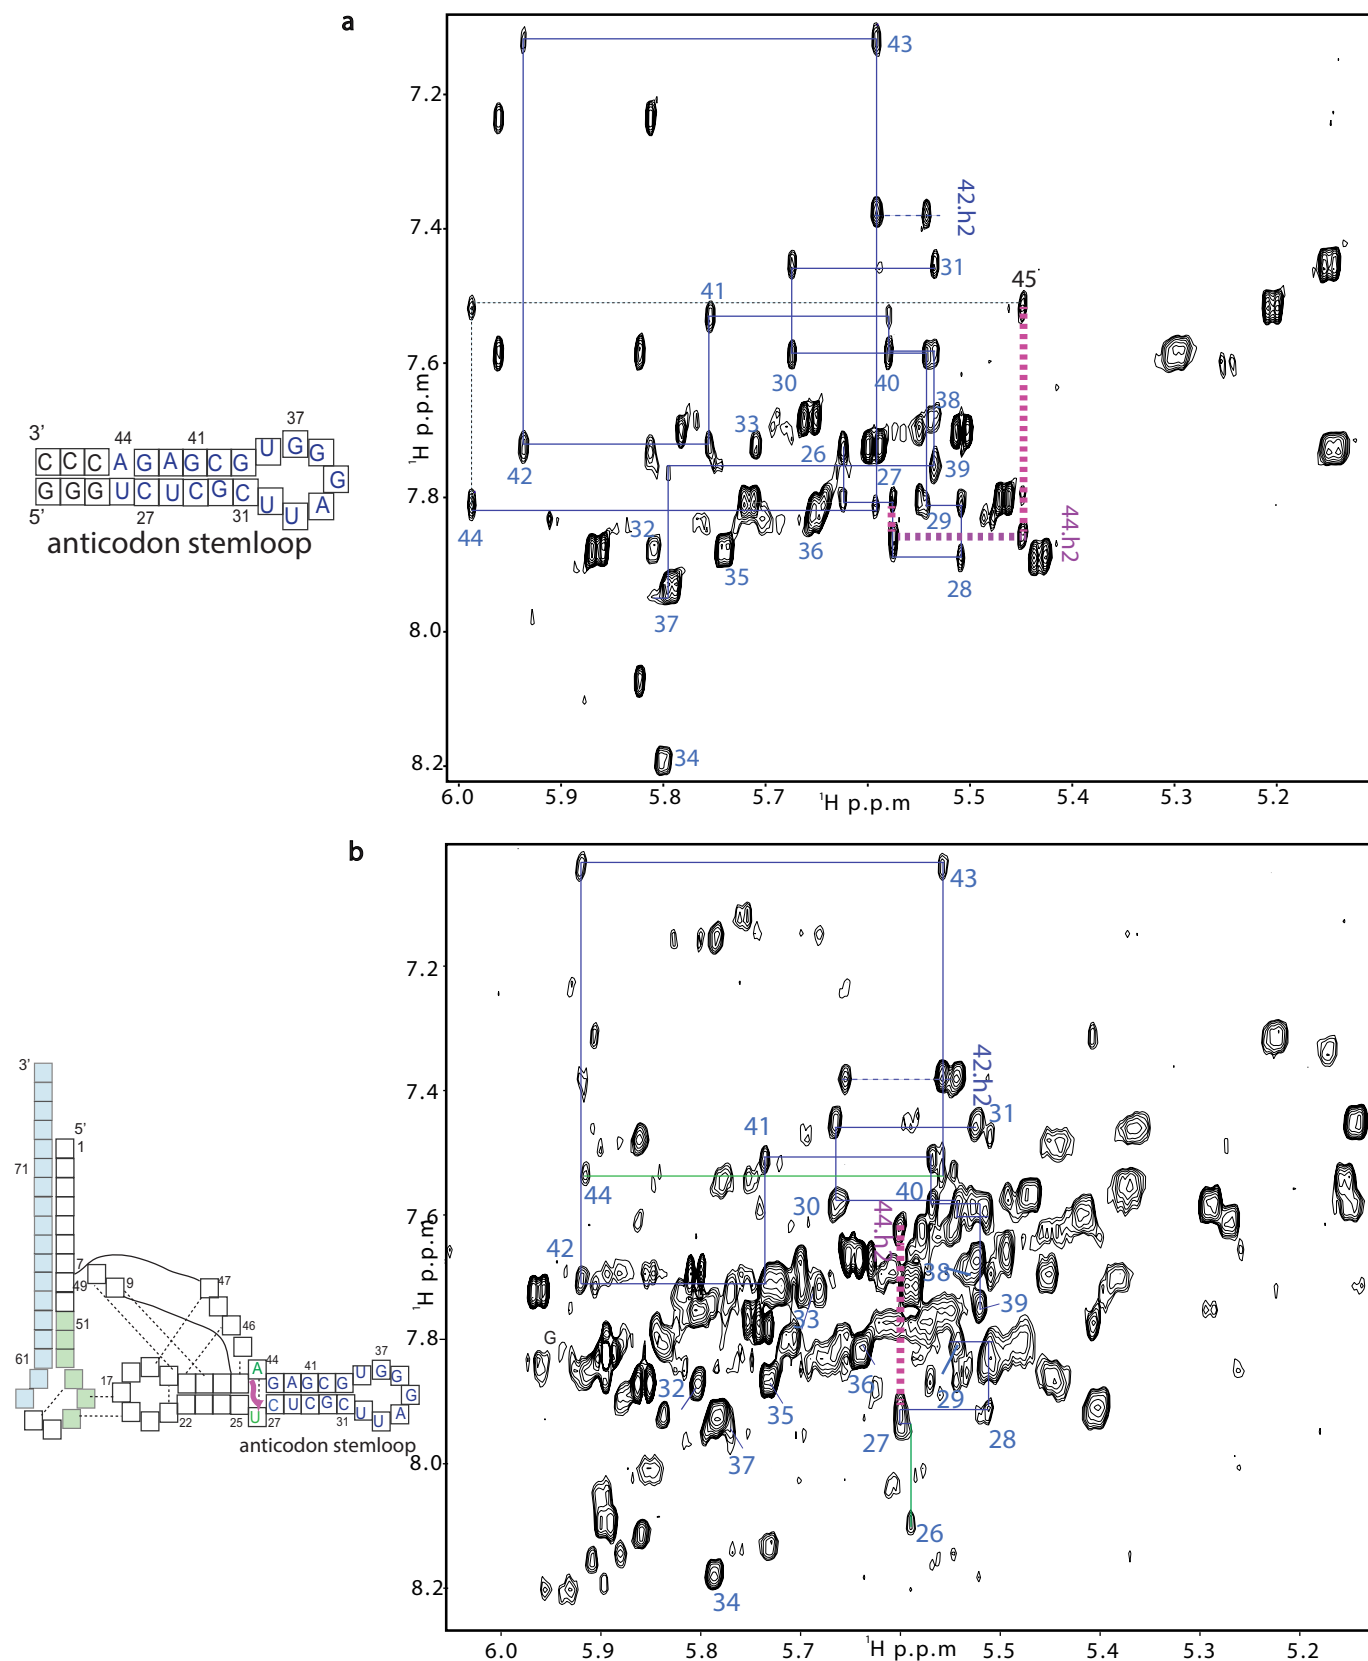 a
7.2
7.4
7.6
7.8
8.0
8.2
¹H p.p.m
43
42.h2
31
45
41
30
40
38
33
26
27
39
42
44
32
36
35
29
28
44.h2
37
34
6.0 5.9 5.8 5.7 5.5 5.4 5.3 5.2
¹H p.p.m
37
3’ 44 41
C C C A G A G C G U G G
G
G G G U C U C G C U U A
5’ 27 31
anticodon stemloop
b
7.2
7.4
7.6
7.8
8.0
8.2
¹H p.p.m
43
42.h2
31
41
44
30
40
44.h2
42
38
39
33
G
32
36
29
35
27
28
37
26
34
6.0 5.9 5.8 5.7 5.5 5.4 5.3 5.2
¹H p.p.m
3’
5’
1
71
7
49
9
47
51
46
61
44
41
37
A
G A G C G U G G
G
17
C U C G C U U A
U
22
25
27
31
anticodon stemloop